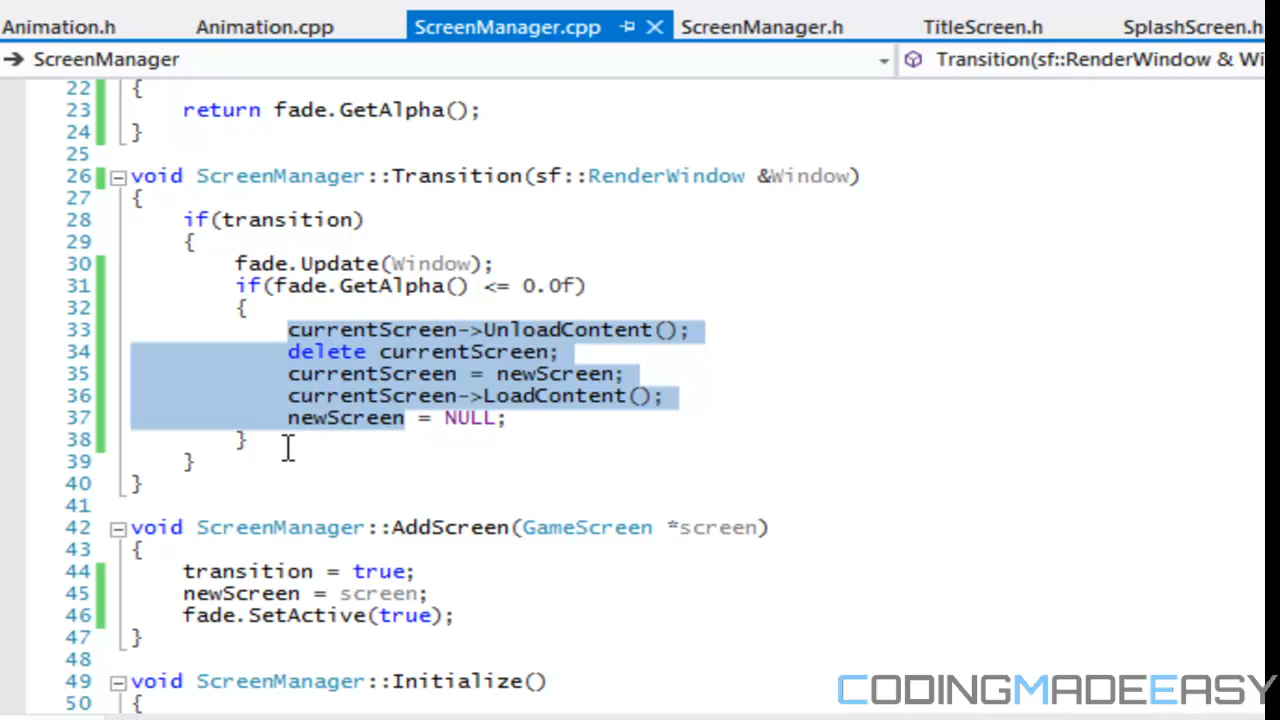 Animation.h Animation.cpp ScreenManager.cpp ScreenManager.h TitleScreen.h SplashScreen.h
ScreenManager Transition(sf::RenderWindow & Wi
22 {
23 return fade.GetAlpha();
24 }
25
26 void ScreenManager::Transition(sf::RenderWindow &Window)
27 {
28 if(transition)
29 {
30 fade.Update(Window);
31 if(fade.GetAlpha() <= 0.0f)
32 {
33 currentScreen->UnloadContent();
34 delete currentScreen;
35 currentScreen = newScreen;
36 currentScreen->LoadContent();
37 newScreen = NULL;
38 }
39 }
40 }
41
42 void ScreenManager::AddScreen(GameScreen *screen)
43 {
44 transition = true;
45 newScreen = screen;
46 fade.SetActive(true);
47 }
48
49 void ScreenManager::Initialize()
50 {
CODINGMADEEASY